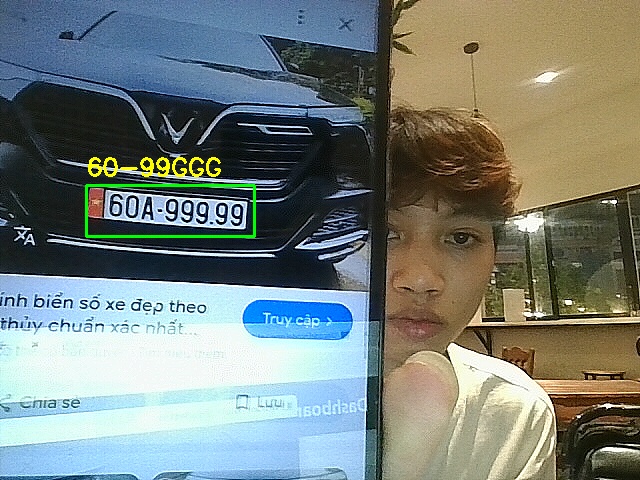 60-99GGG
60A-999.99
ính biển số xe đẹp theo
thủy chuẩn xác nhất...
Truy cập >
Chia sẻ
Lưu
Dashboar